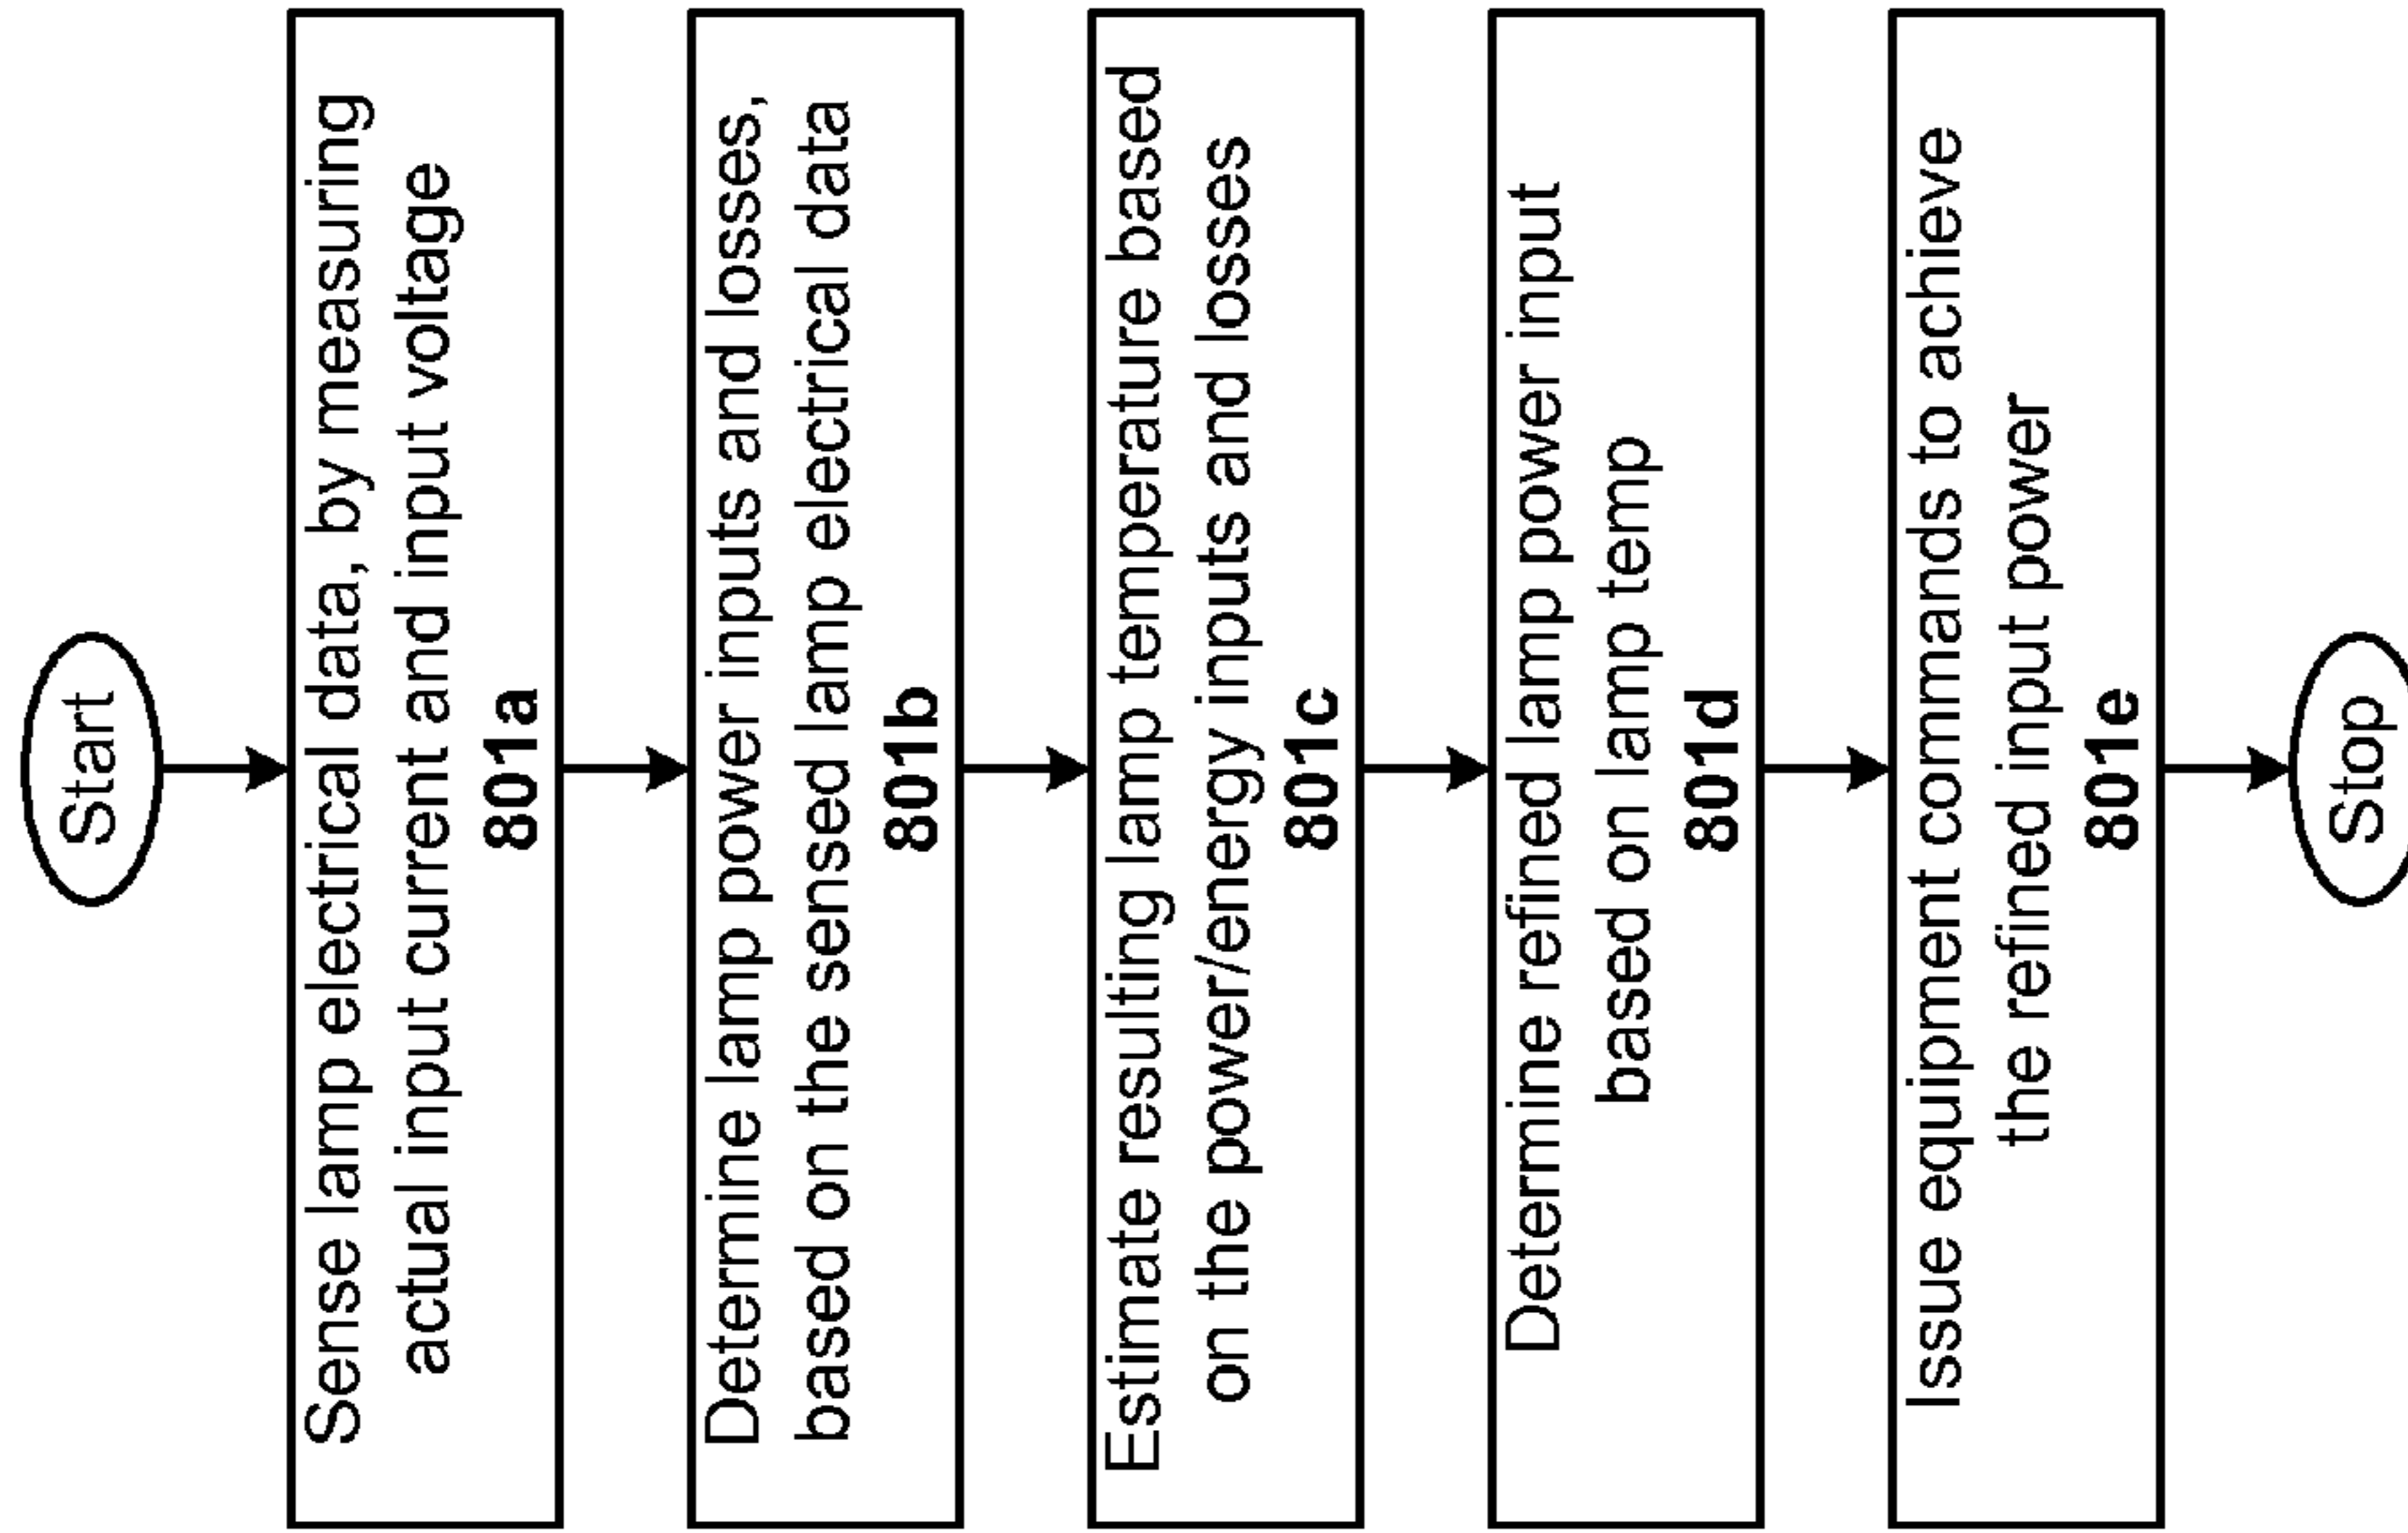 Start
Sense lamp electrical data, by measuring
actual input current and input voltage
801a
Determine lamp power inputs and losses,
based on the sensed lamp electrical data
801b
Estimate resulting lamp temperature based
on the power/energy inputs and losses
801c
Determine refined lamp power input
based on lamp temp
801d
Issue equipment commands to achieve
the refined input power
801e
Stop